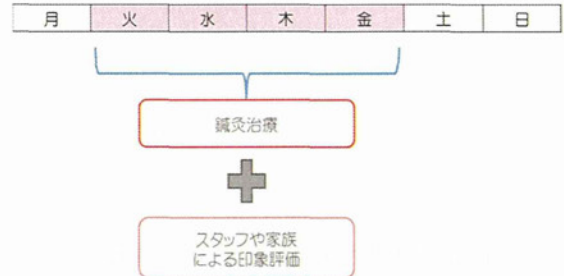 月 火 水 木 金 土 日
鍼灸治療
スタッフや家族
による印象評価